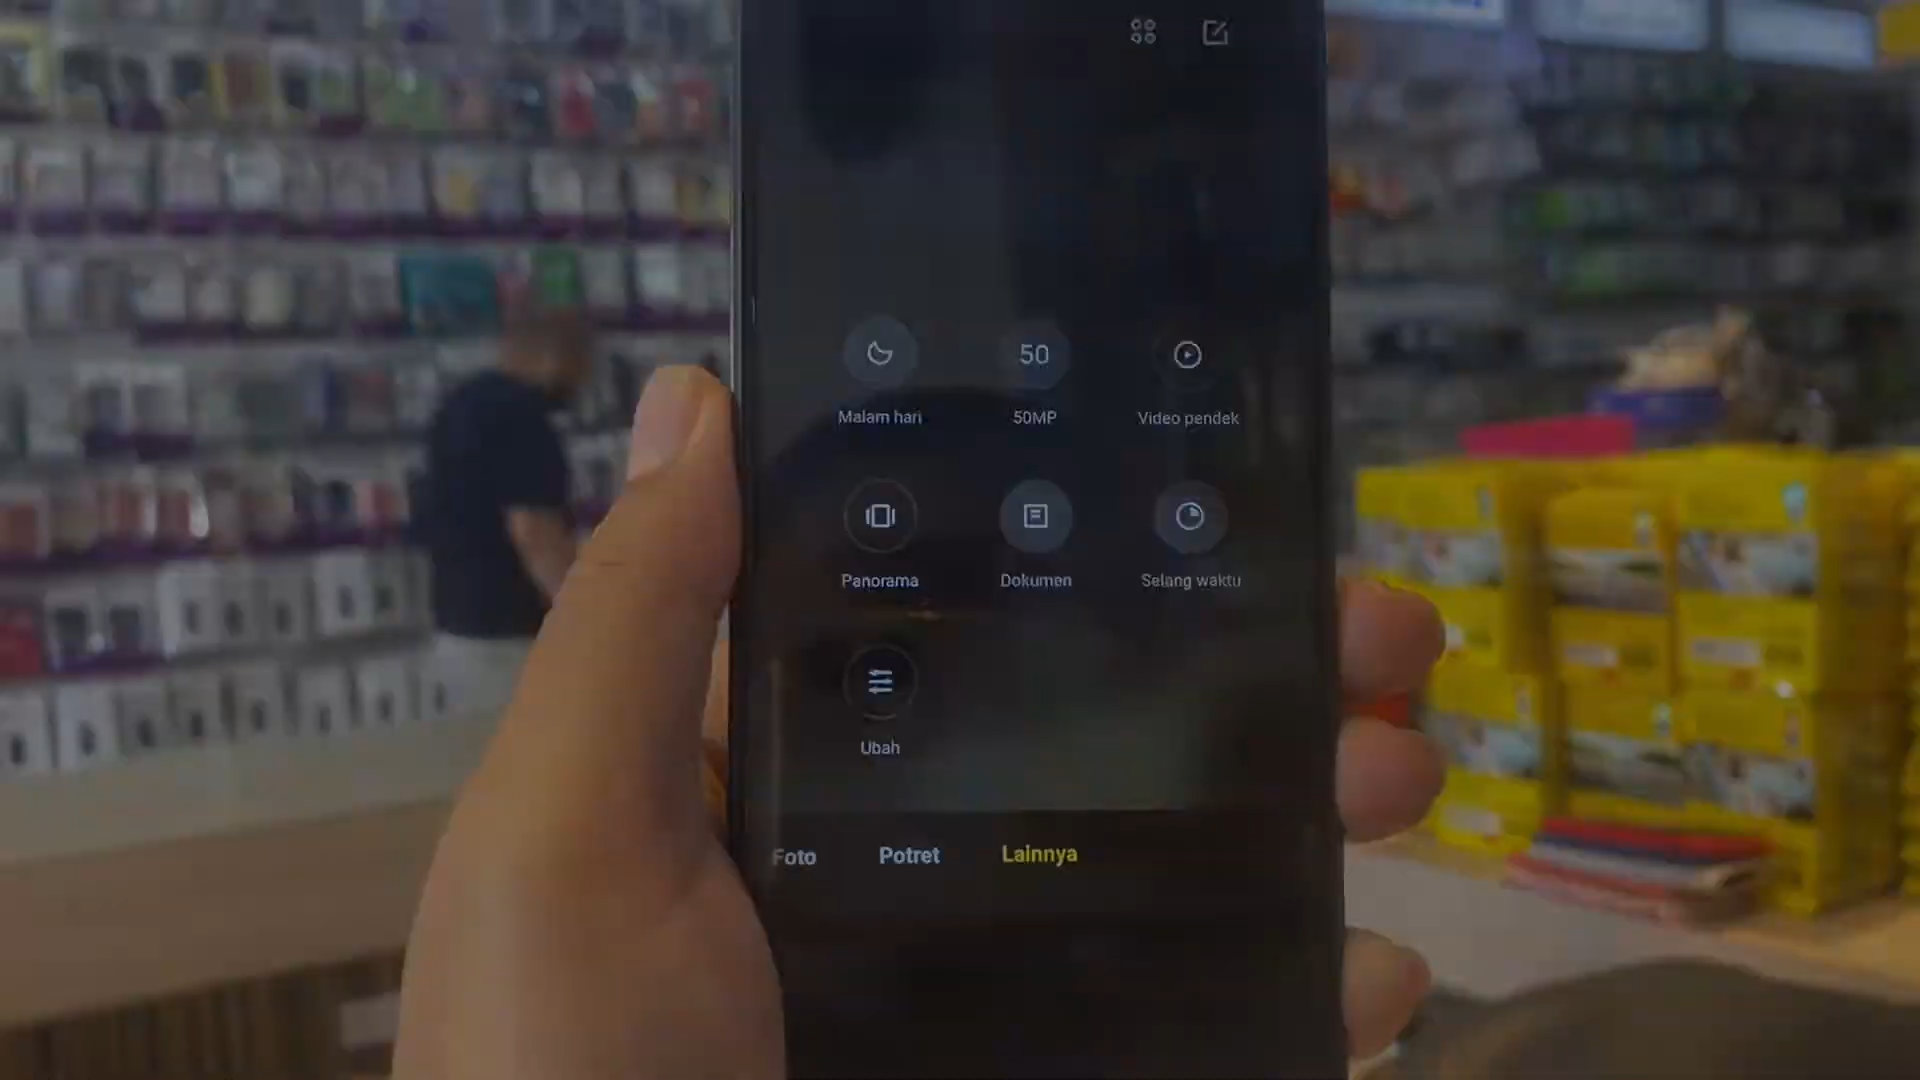 50
Malam hari
50MP
Video pendek
Panorama
Dokumen
Selang waktu
Ubah
Foto
Potret
Lainnya